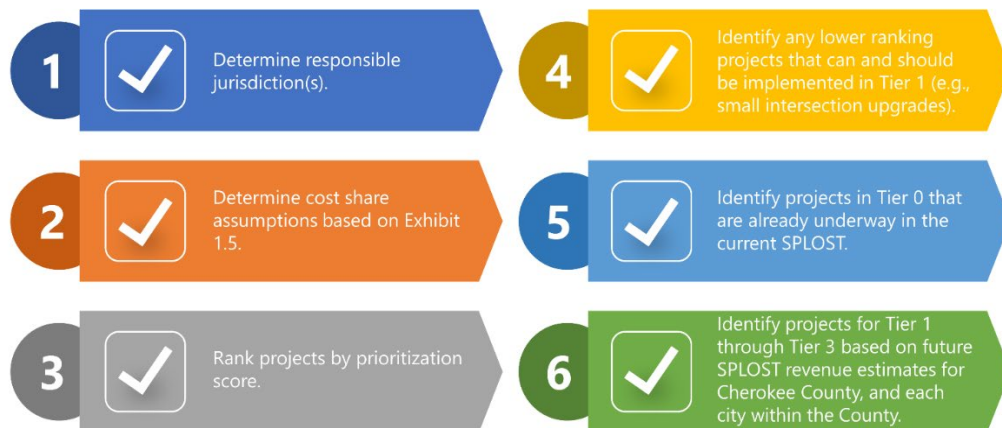 1
Determine responsible
jurisdiction(s).
2
Determine cost share
assumptions based on Exhibit
1.5.
3
Rank projects by prioritization
score.
4
Identify any lower ranking
projects that can and should
be implemented in Tier 1 (e.g.,
small intersection upgrades).
5
Identify projects in Tier 0 that
are already underway in the
current SPLOST.
6
Identify projects for Tier 1
through Tier 3 based on future
SPLOST revenue estimates for
Cherokee County, and each
city within the County.